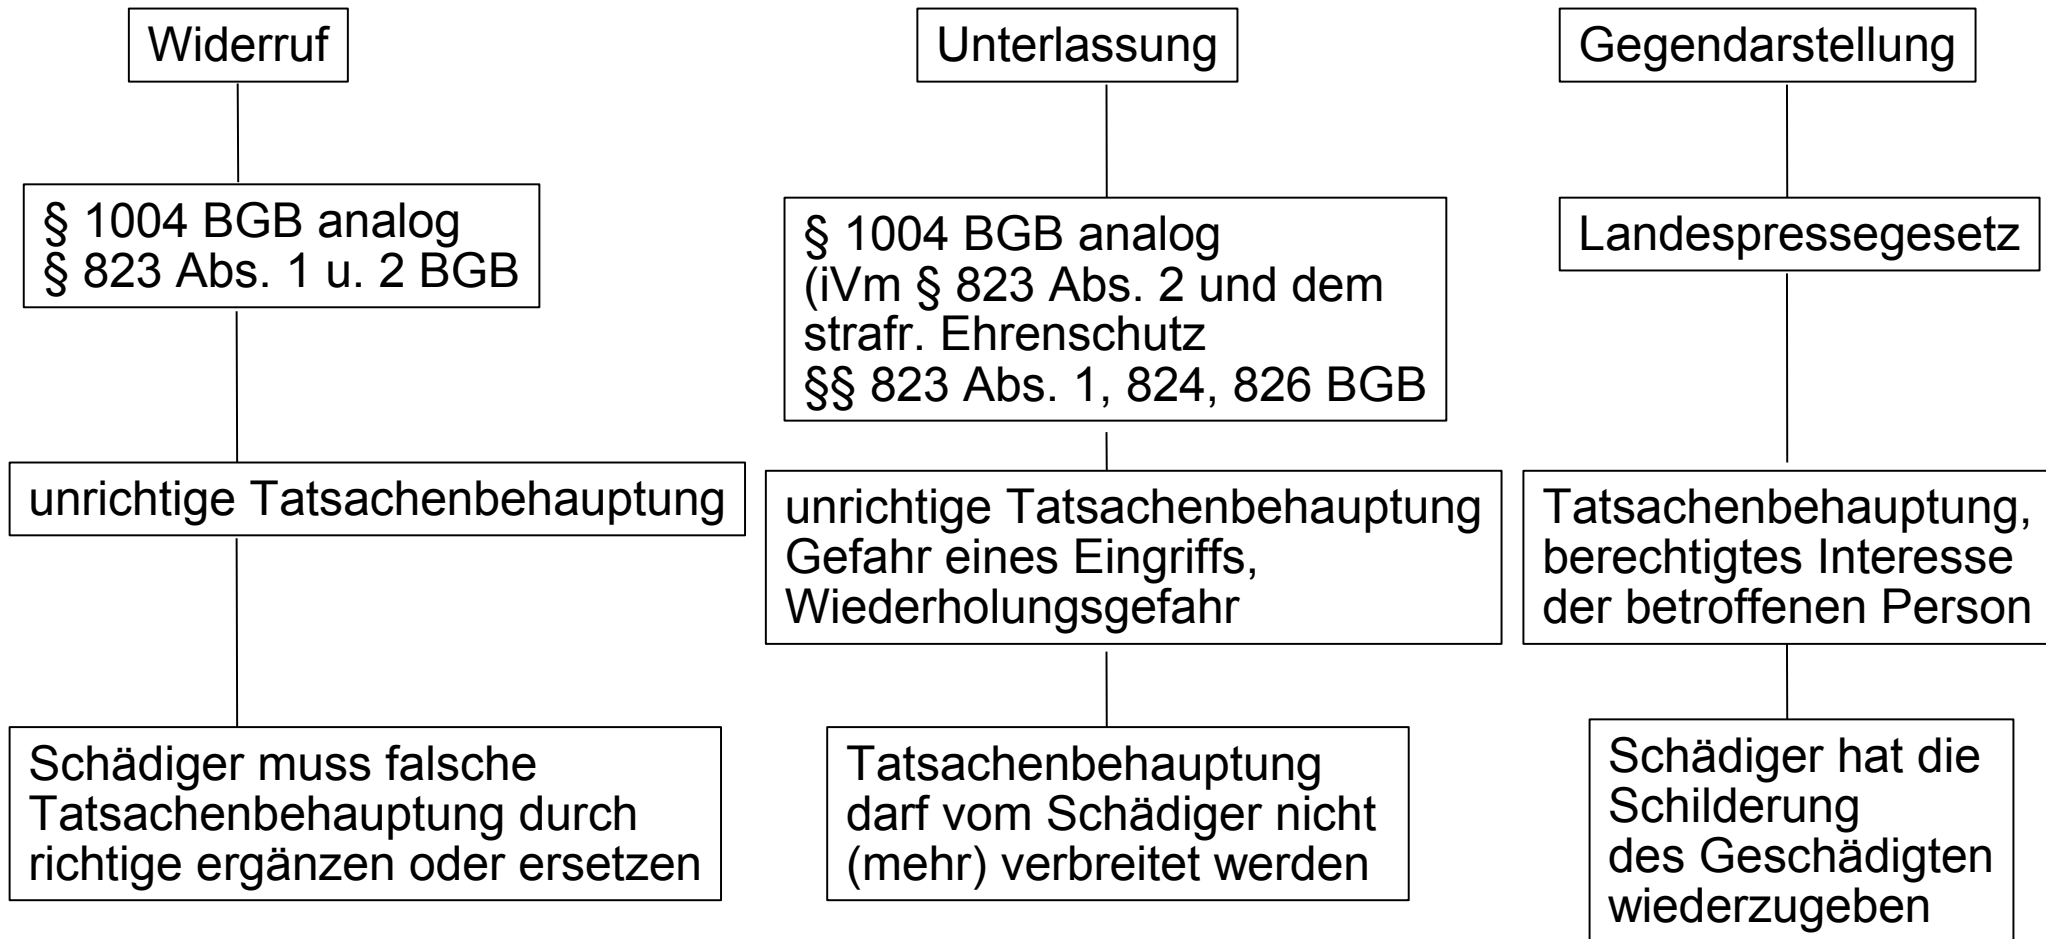 Widerruf
§ 1004 BGB analog
§ 823 Abs. 1 u. 2 BGB
unrichtige Tatsachenbehauptung
Schädiger muss falsche
Tatsachenbehauptung durch
richtige ergänzen oder ersetzen
Unterlassung
§ 1004 BGB analog
(iVm § 823 Abs. 2 und dem
strafr. Ehrenschutz
§§ 823 Abs. 1, 824, 826 BGB
unrichtige Tatsachenbehauptung
Gefahr eines Eingriffs,
Wiederholungsgefahr
Tatsachenbehauptung
darf vom Schädiger nicht
(mehr) verbreitet werden
Gegendarstellung
Landespressegesetz
Tatsachenbehauptung,
berechtigtes Interesse
der betroffenen Person
Schädiger hat die
Schilderung
des Geschädigten
wiederzugeben